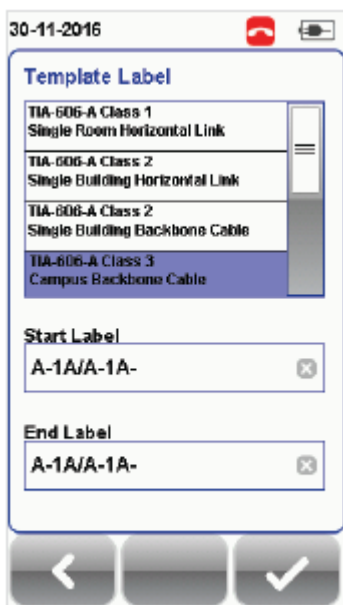 30-11-2016
Template Label
TIA-606-A Class 1
Single Room Horizontal Link
TIA-606-A Class 2
Single Building Horizontal Link
TIA-606-A Class 2
Single Building Backbone Cable
TIA-606-A Class 3
Campus Backbone Cable
Start Label
A-1A/A-1A-
End Label
A-1A/A-1A-